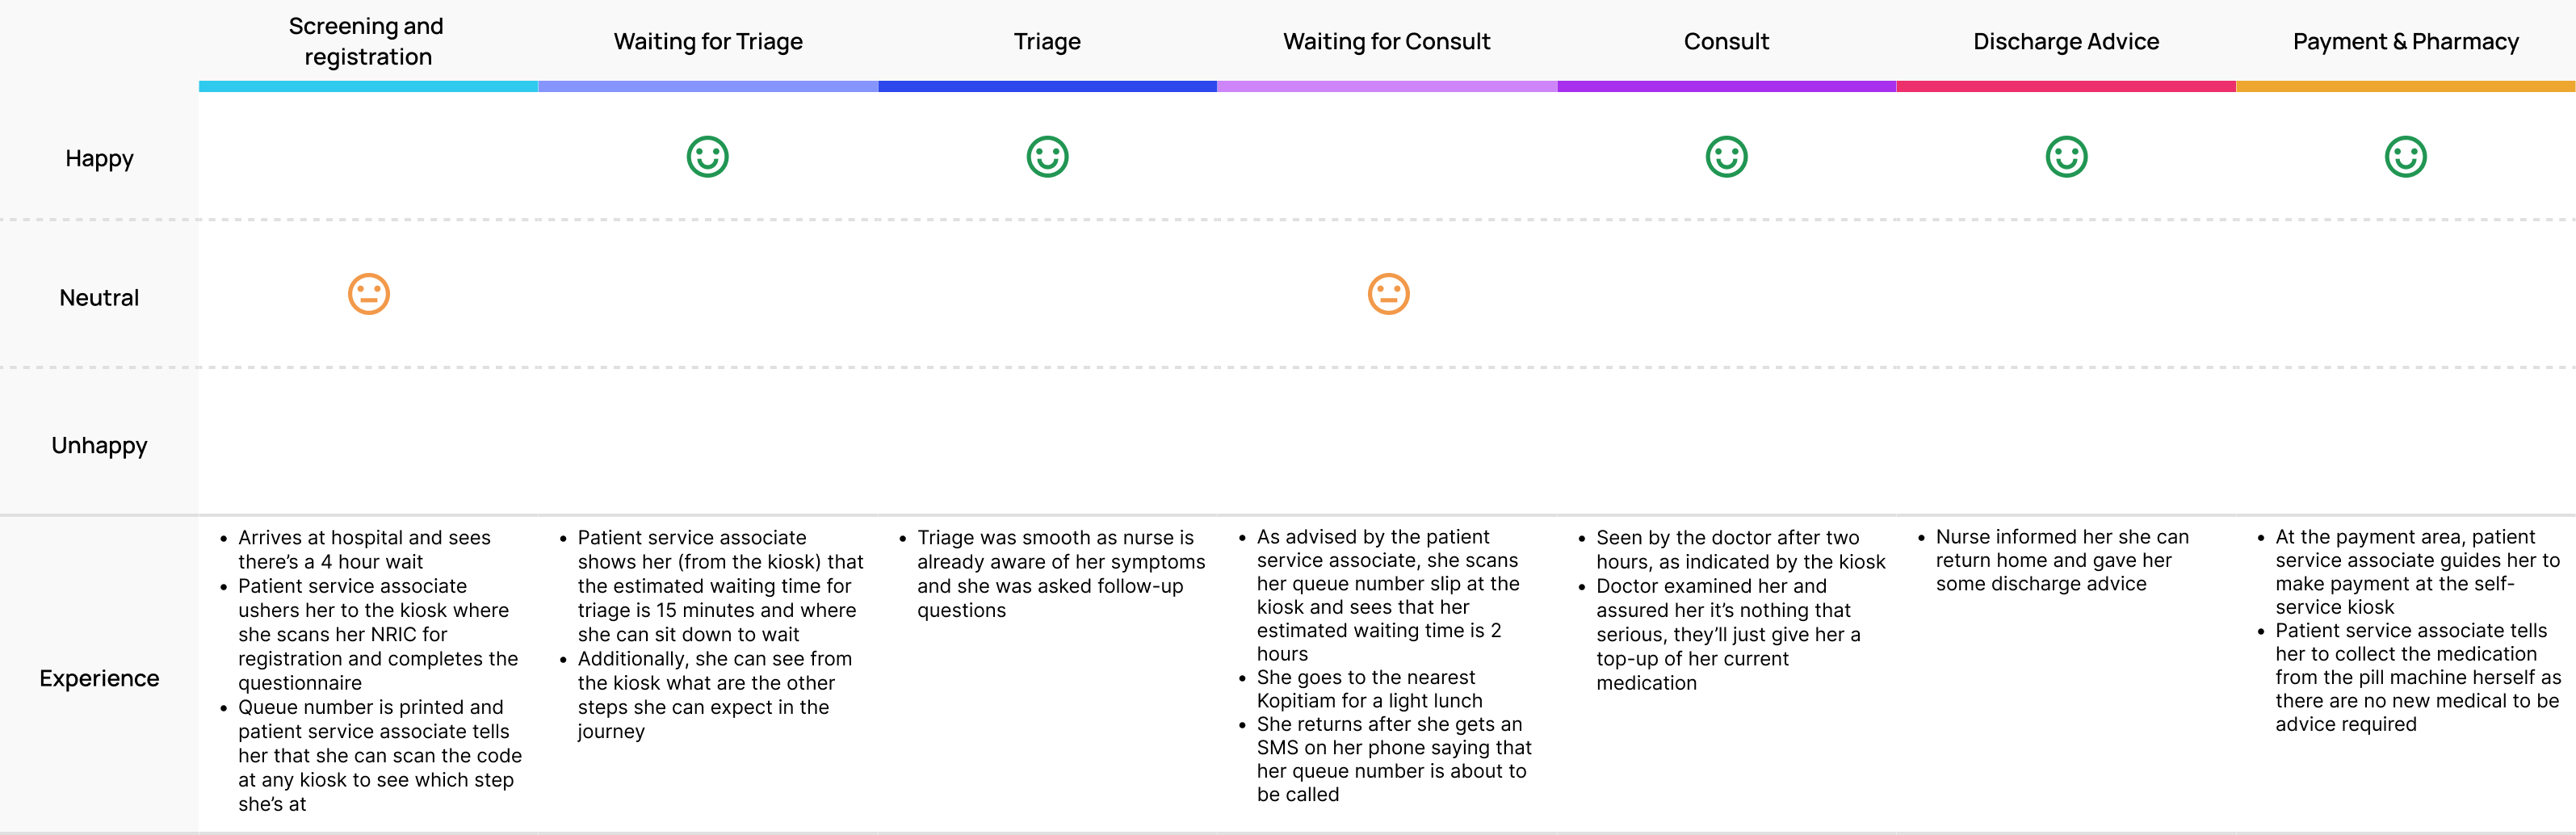 Screening and
registration
Waiting for Triage
Triage
Waiting for Consult
Consult
Discharge Advice
Payment & Pharmacy
Happy
Neutral
Unhappy
Experience
• Arrives at hospital and sees
there’s a 4 hour wait
• Patient service associate
ushers her to the kiosk where
she scans her NRIC for
registration and completes the
questionnaire
• Queue number is printed and
patient service associate tells
her that she can scan the code
at any kiosk to see which step
she’s at
• Patient service associate
shows her (from the kiosk) that
the estimated waiting time for
triage is 15 minutes and where
she can sit down to wait
• Additionally, she can see from
the kiosk what are the other
steps she can expect in the
journey
• Triage was smooth as nurse is
already aware of her symptoms
and she was asked follow-up
questions
• As advised by the patient
service associate, she scans
her queue number slip at the
kiosk and sees that her
estimated waiting time is 2
hours
• She goes to the nearest
Kopitiam for a light lunch
• She returns after she gets an
SMS on her phone saying that
her queue number is about to
be called
• Seen by the doctor after two
hours, as indicated by the kiosk
• Doctor examined her and
assured her it’s nothing that
serious, they’ll just give her a
top-up of her current
medication
• Nurse informed her she can
return home and gave her
some discharge advice
• At the payment area, patient
service associate guides her to
make payment at the self-
service kiosk
• Patient service associate tells
her to collect the medication
from the pill machine herself as
there are no new medical to be
advice required